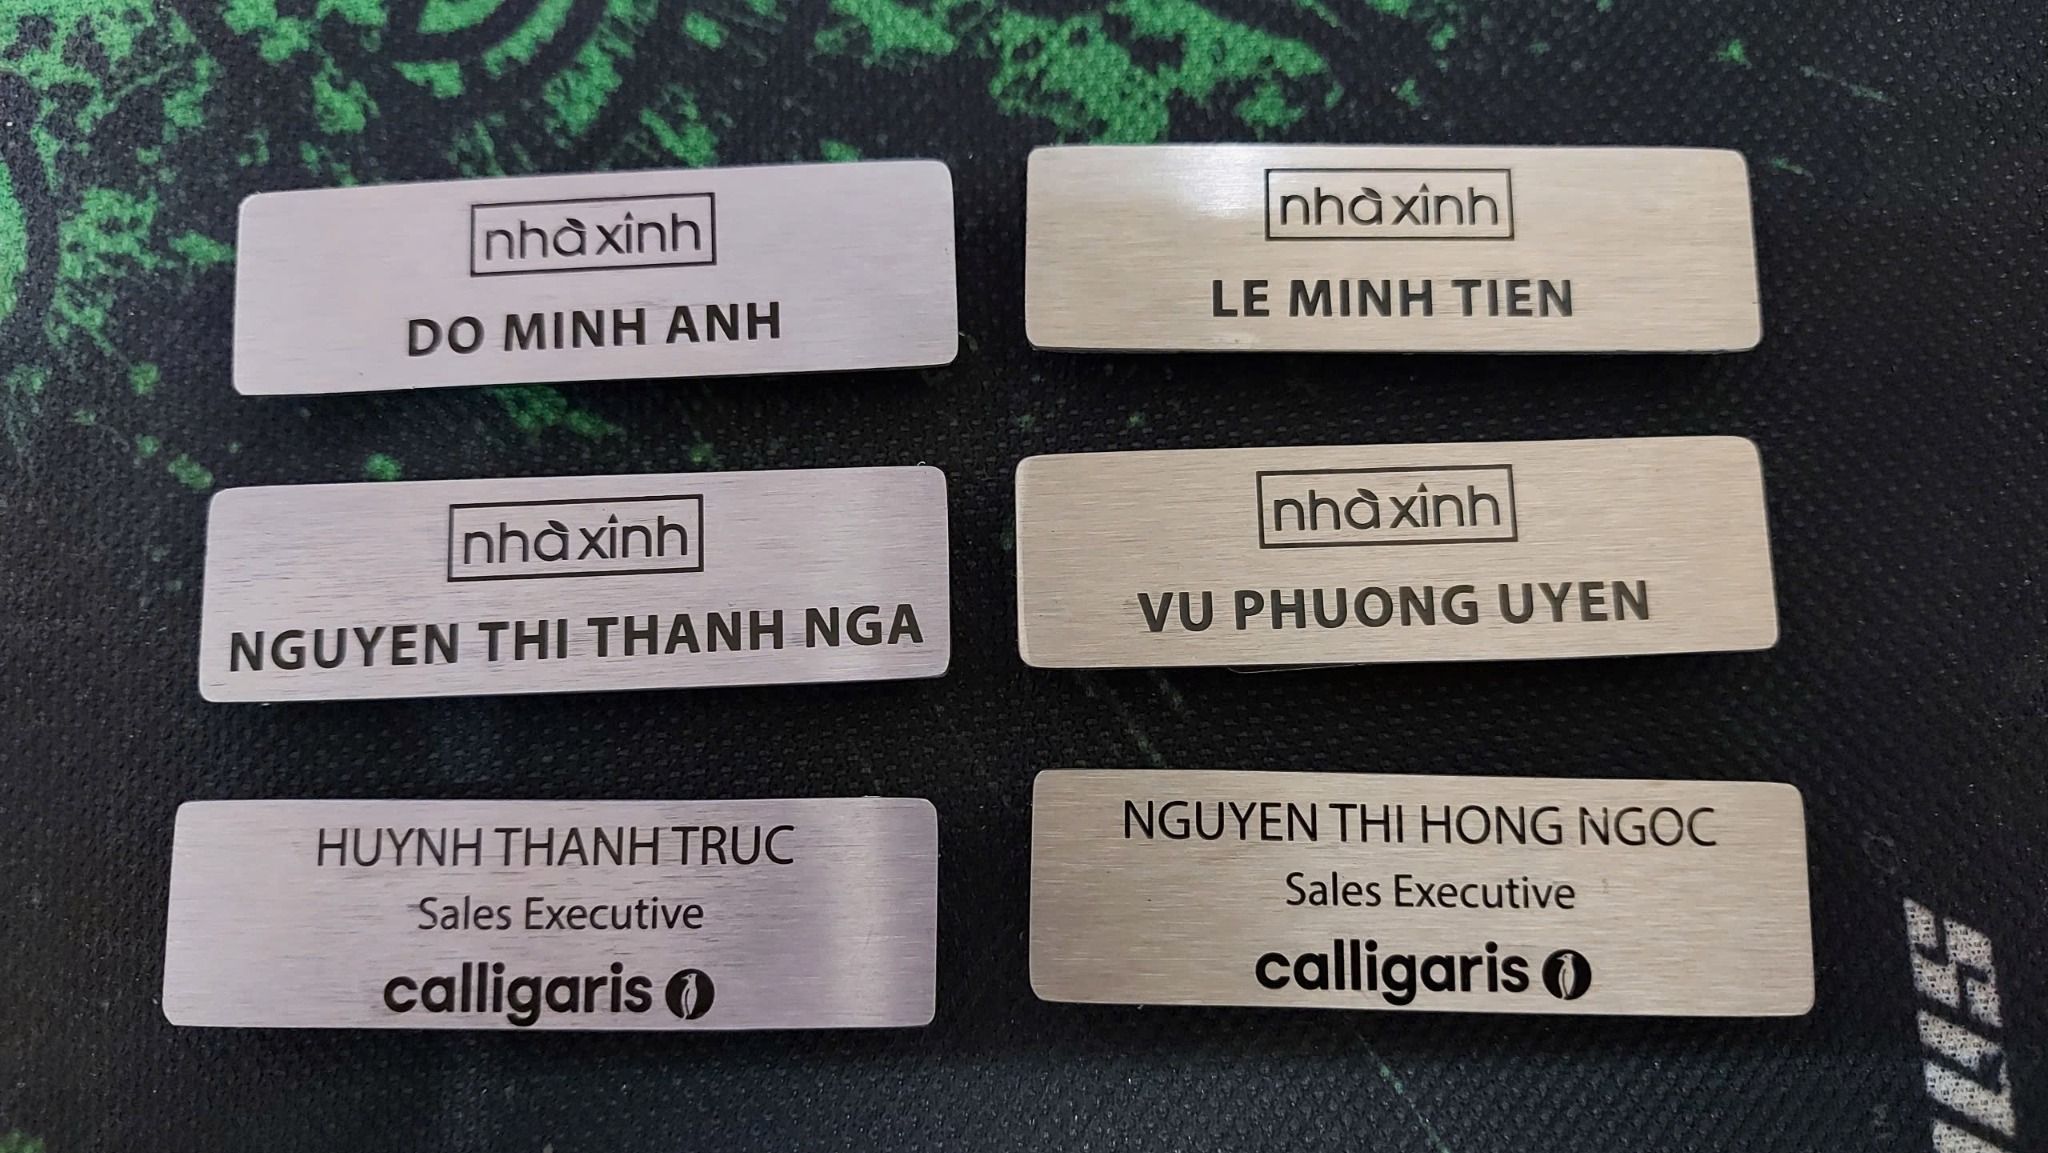 nhà xinh
DO MINH ANH
nhà xinh
LE MINH TIEN
nhà xinh
NGUYEN THI THANH NGA
nhà xinh
VU PHUONG UYEN
HUYNH THANH TRUC
Sales Executive
calligaris
NGUYEN THI HONG NGOC
Sales Executive
calligaris